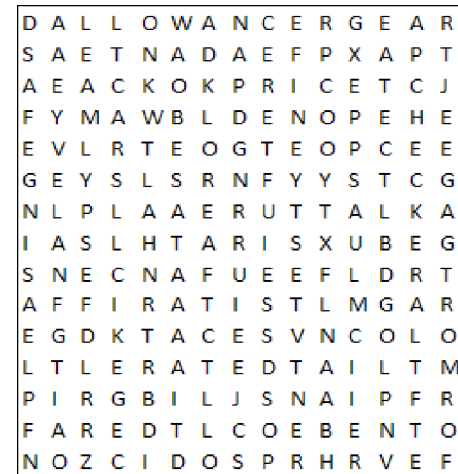 D A L L O W A N C E R G E A R
S A E T N A D A E F P X A P T
A E A C K O K P R I C E T C J
F Y M A W B L D E N O P E H E
E V L R T E O G T E O P C E E
G E Y S L S R N F Y Y S T C G
N L P L A A E R U T T A L K A
I A S L H T A R I S X U B E G
S N E C N A F U E E F L D R T
A F F I R A T I S T L M G A R
E G D K T A C E S V N C O L O
L T L E R A T E D T A I L T M
P I R G B I L J S N A I P F R
F A R E D T L C O E B E N T O
N O Z C I D O S P R H R V E F